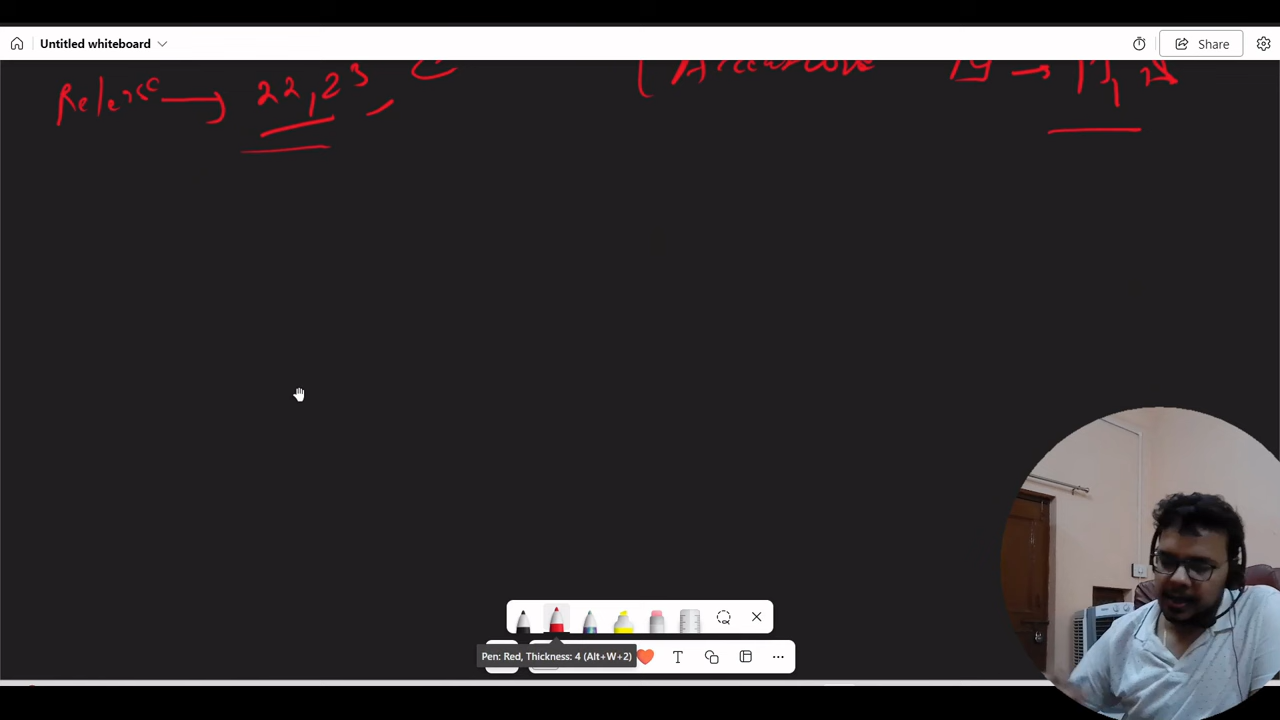 Untitled whiteboard
Share
Release → 22, 23,
Pen: Red, Thickness: 4 (Alt+W+2)
T